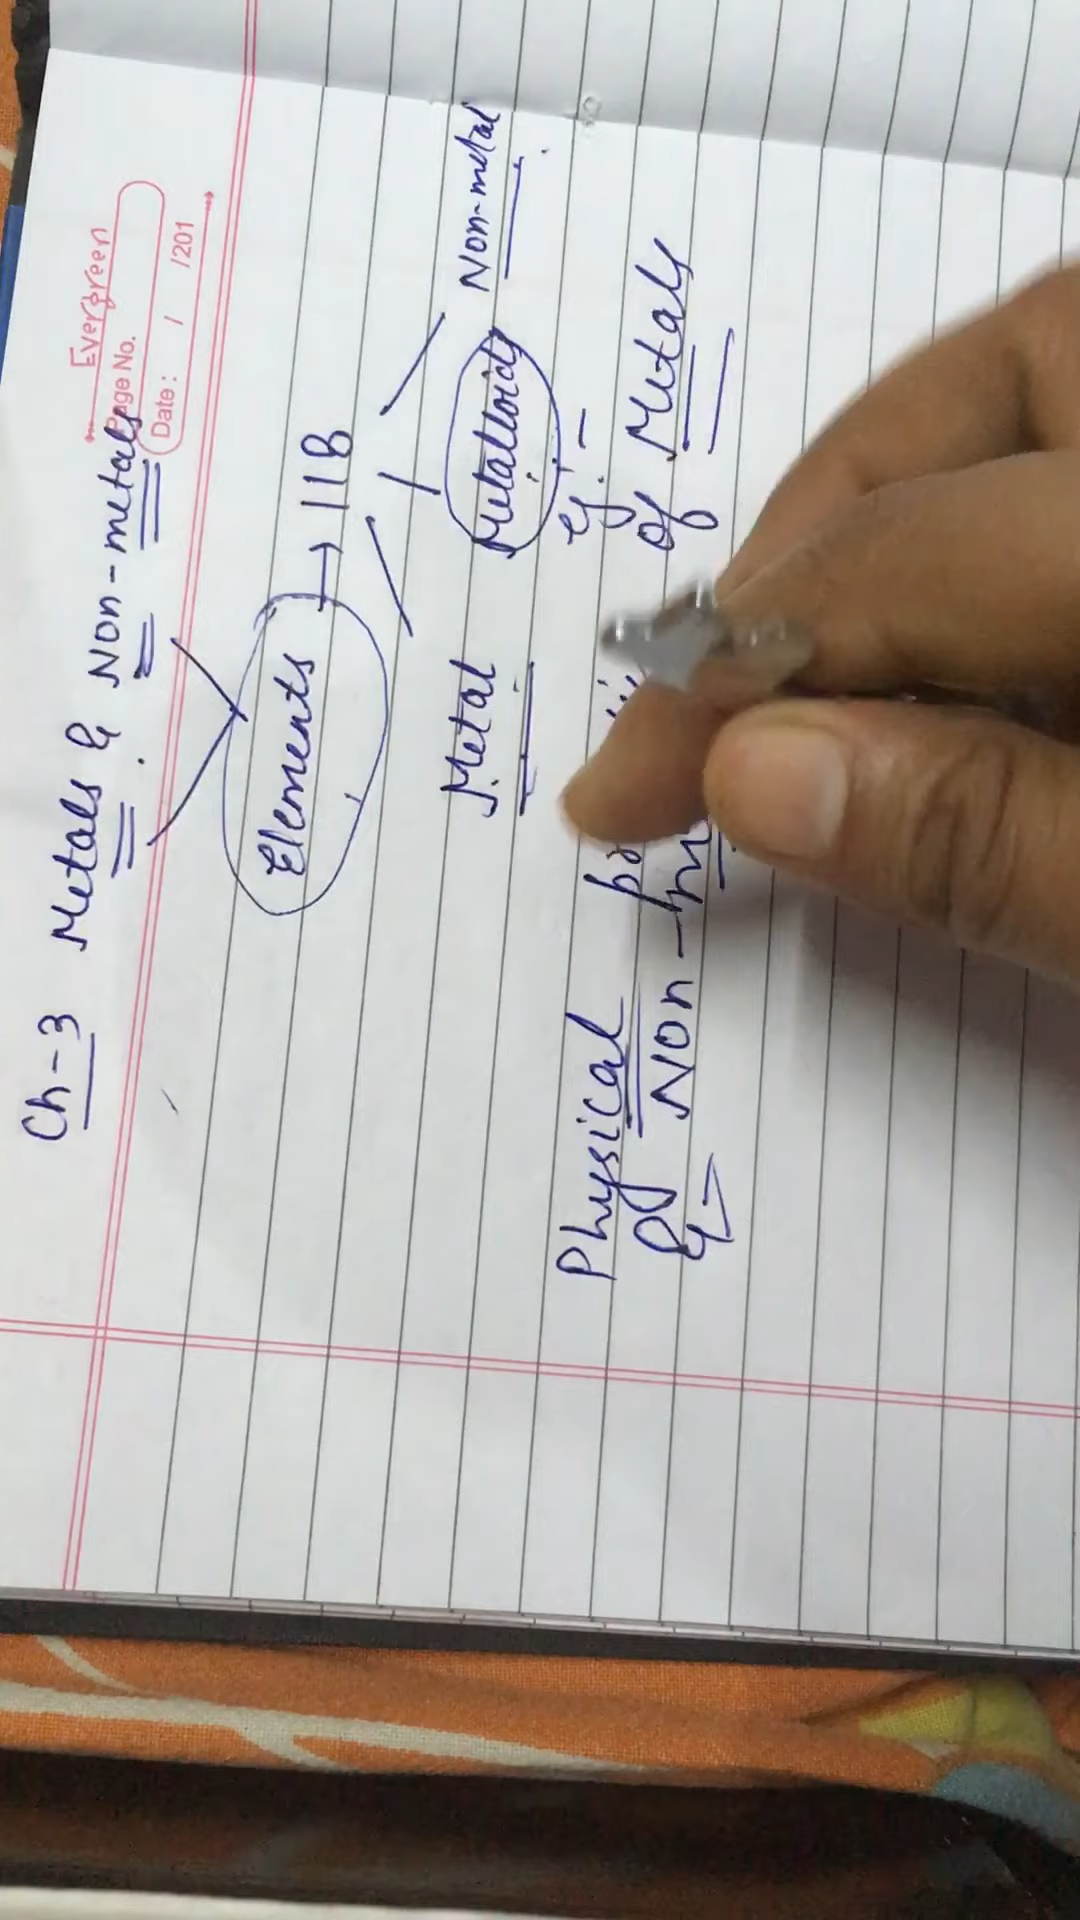 Evergreen
Page No.
Date: / /201
Ch-3 Metals & Non-metals
Elements → 118
Metal Metalloids Non-metal
eg:-
Physical
of Metals
& Non-m